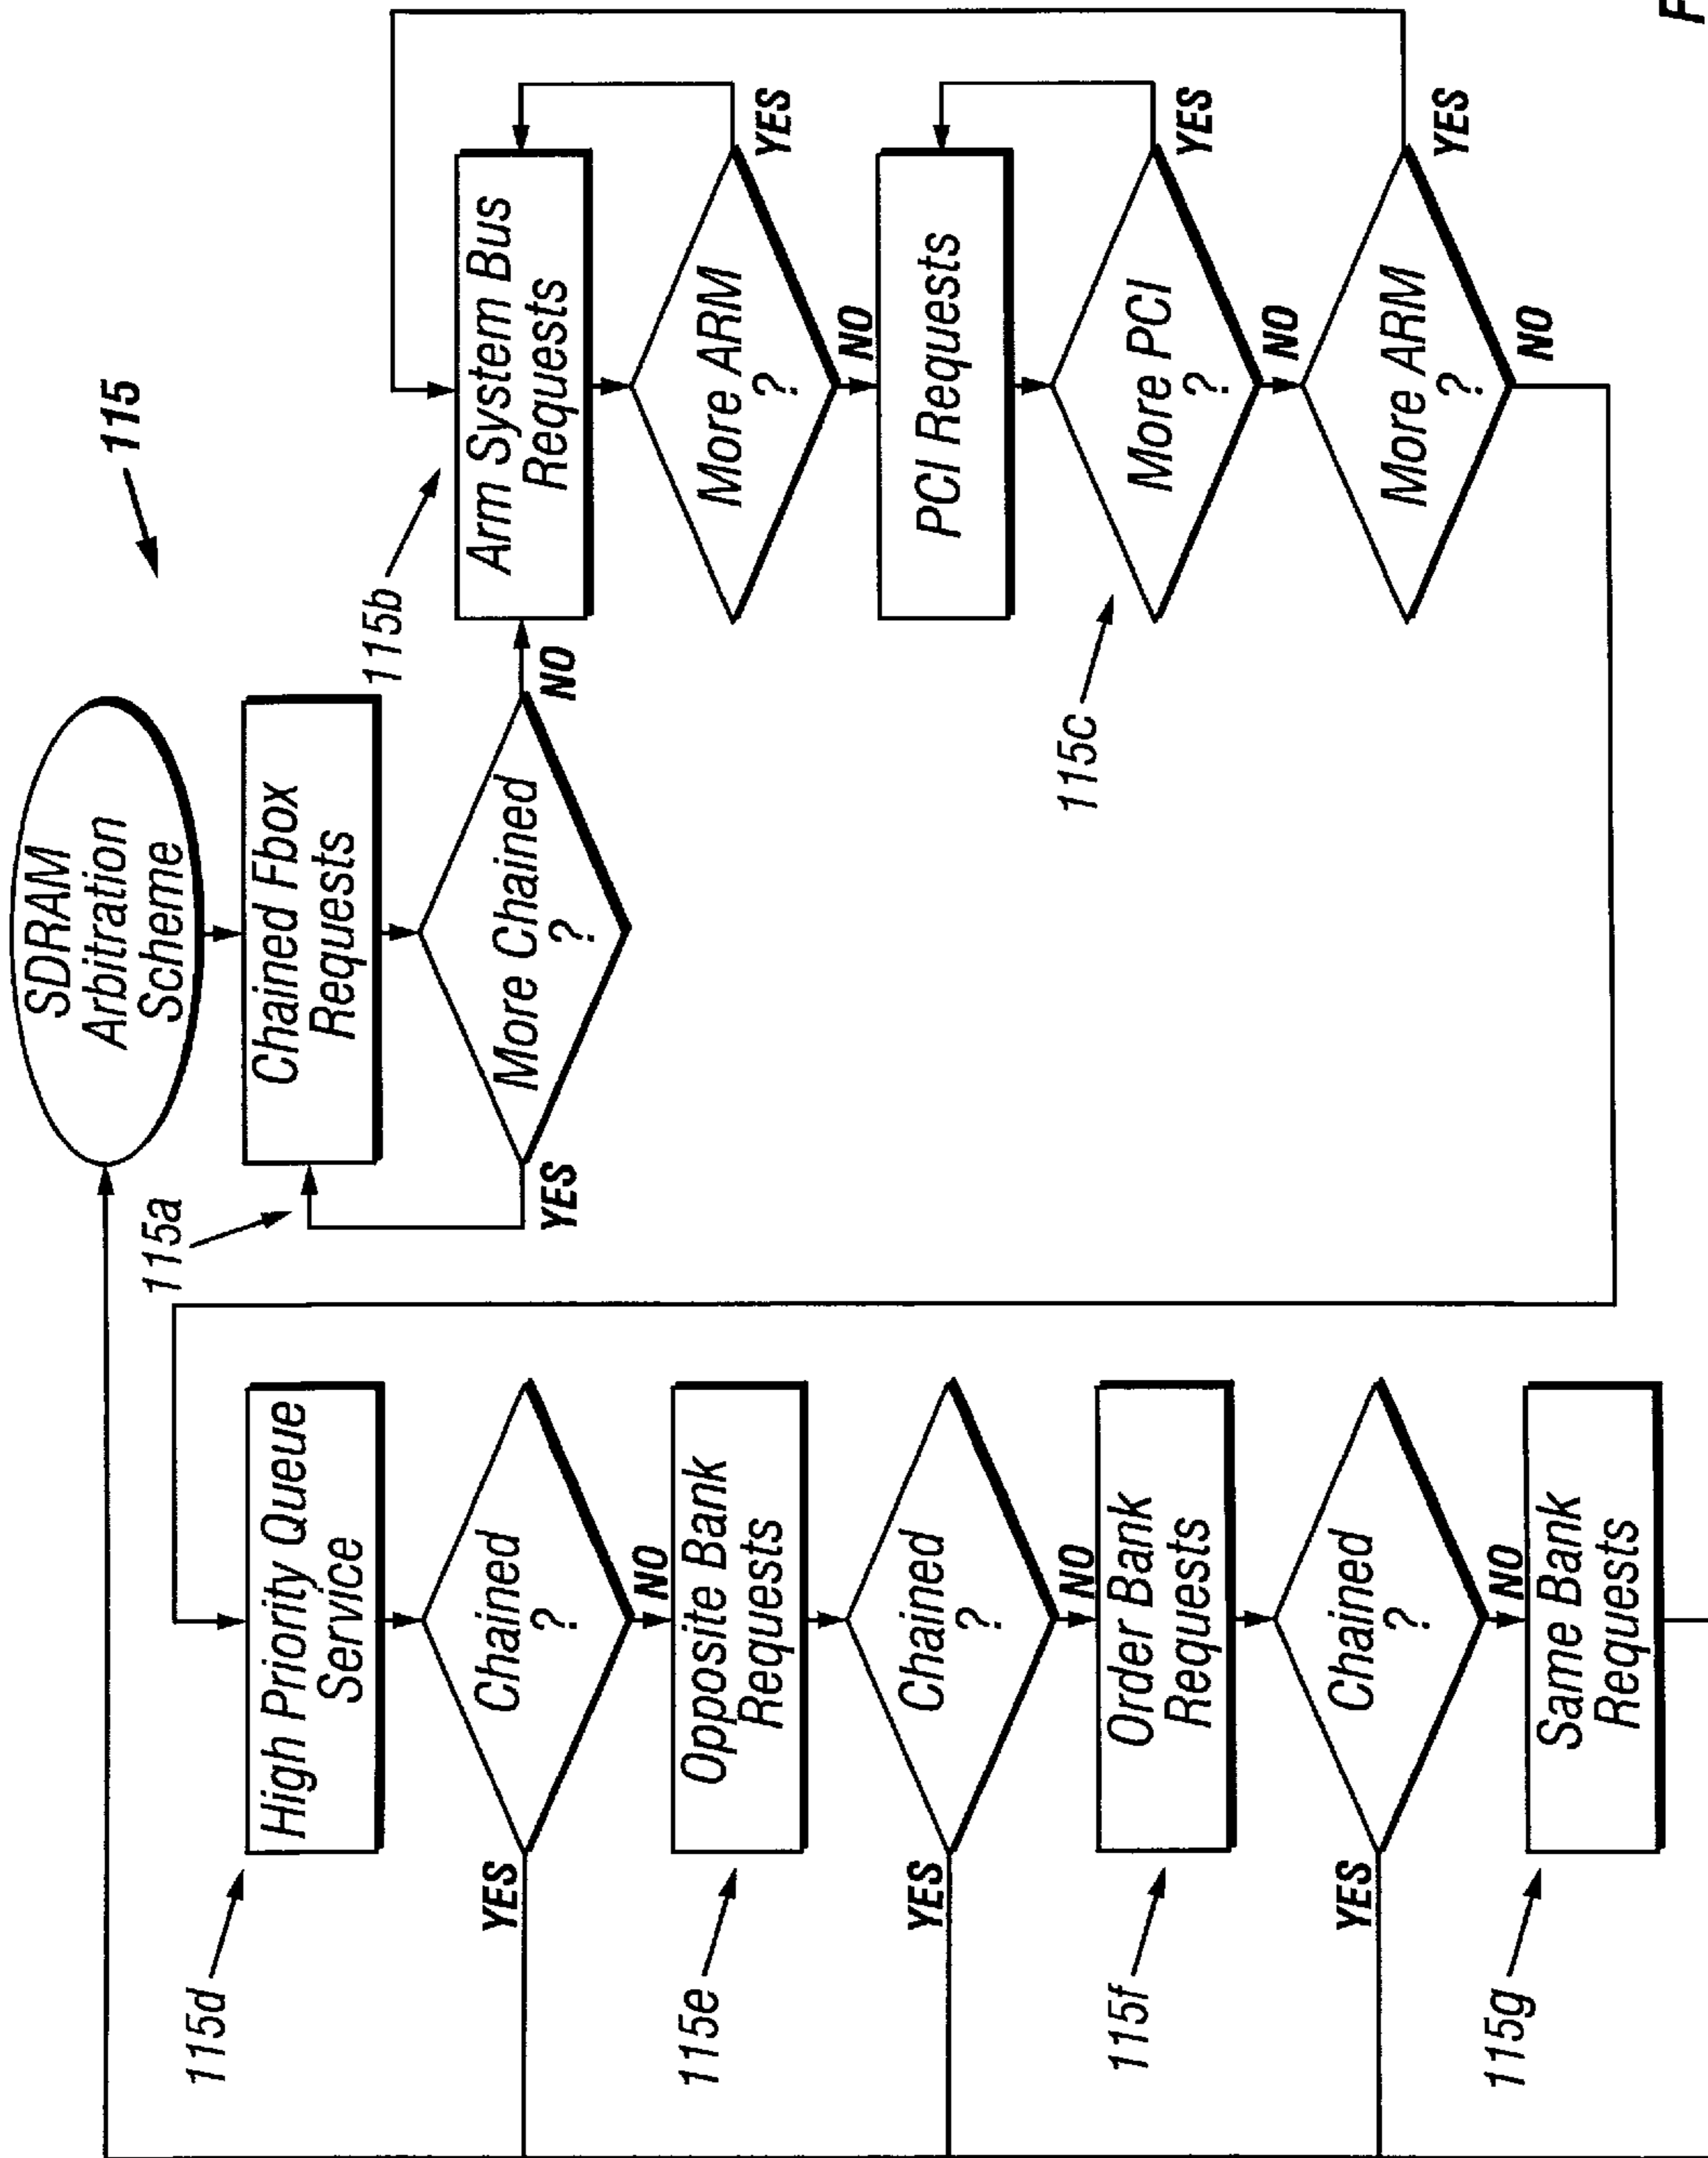 115
SDRAM
Arbitration
Scheme
115a
Chained Fbox
Requests
More Chained
?
YES
NO
115b
Arm System Bus
Requests
More ARM
?
YES
NO
PCI Requests
115c
More PCI
?
YES
NO
More ARM
?
YES
NO
115d
High Priority Queue
Service
Chained
?
YES
NO
115e
Opposite Bank
Requests
Chained
?
YES
NO
115f
Order Bank
Requests
Chained
?
YES
NO
115g
Same Bank
Requests